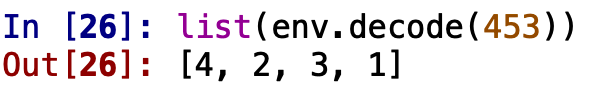 In [26]: list(env.decode(453))
Out[26]: [4, 2, 3, 1]